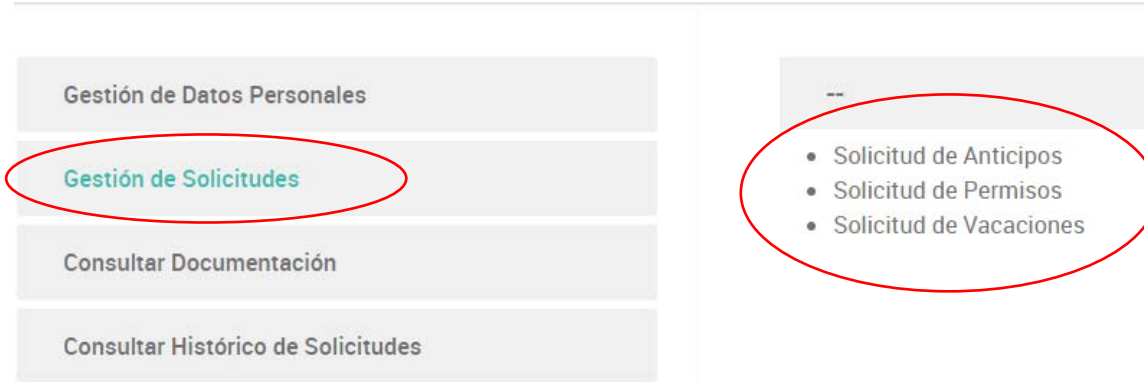 Gestión de Datos Personales
Gestión de Solicitudes
Consultar Documentación
Consultar Histórico de Solicitudes
--
Solicitud de Anticipos
Solicitud de Permisos
Solicitud de Vacaciones